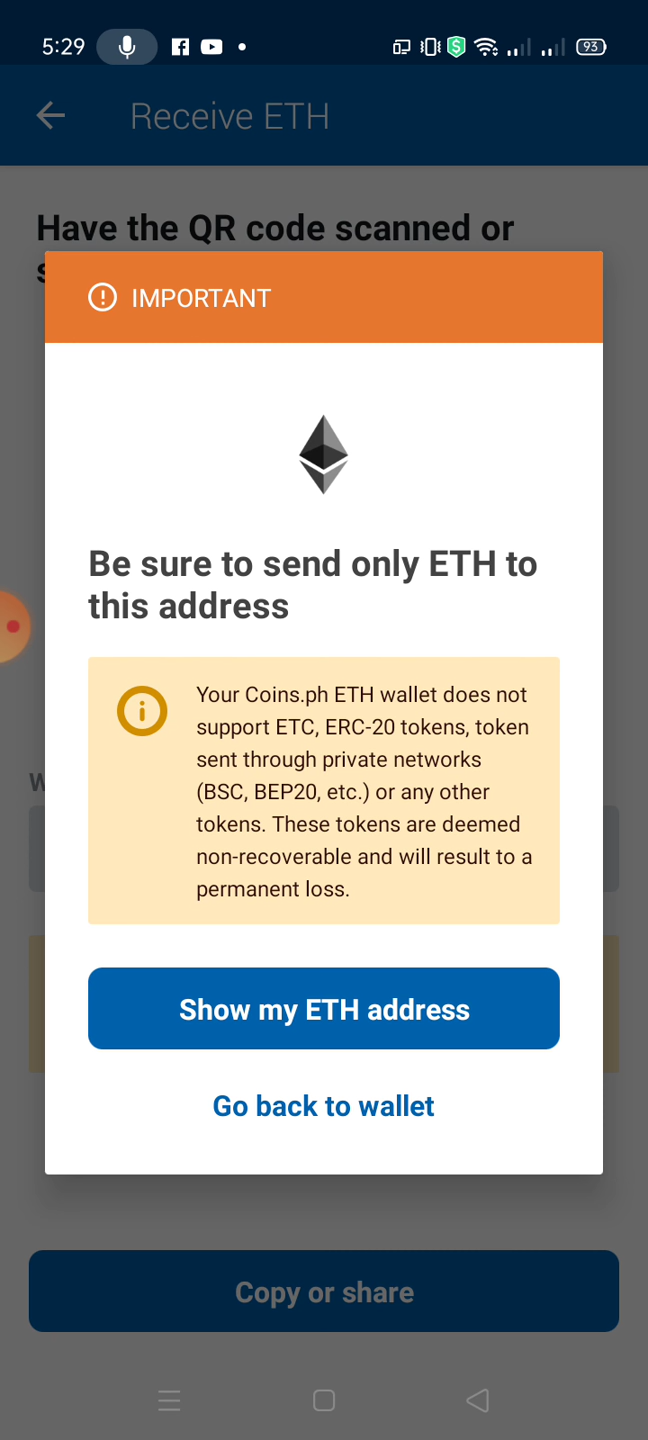 5:29
93
Receive ETH
Have the QR code scanned or
IMPORTANT
Be sure to send only ETH to
this address
Your Coins.ph ETH wallet does not
support ETC, ERC-20 tokens, token
sent through private networks
(BSC, BEP20, etc.) or any other
tokens. These tokens are deemed
non-recoverable and will result to a
permanent loss.
Show my ETH address
Go back to wallet
Copy or share